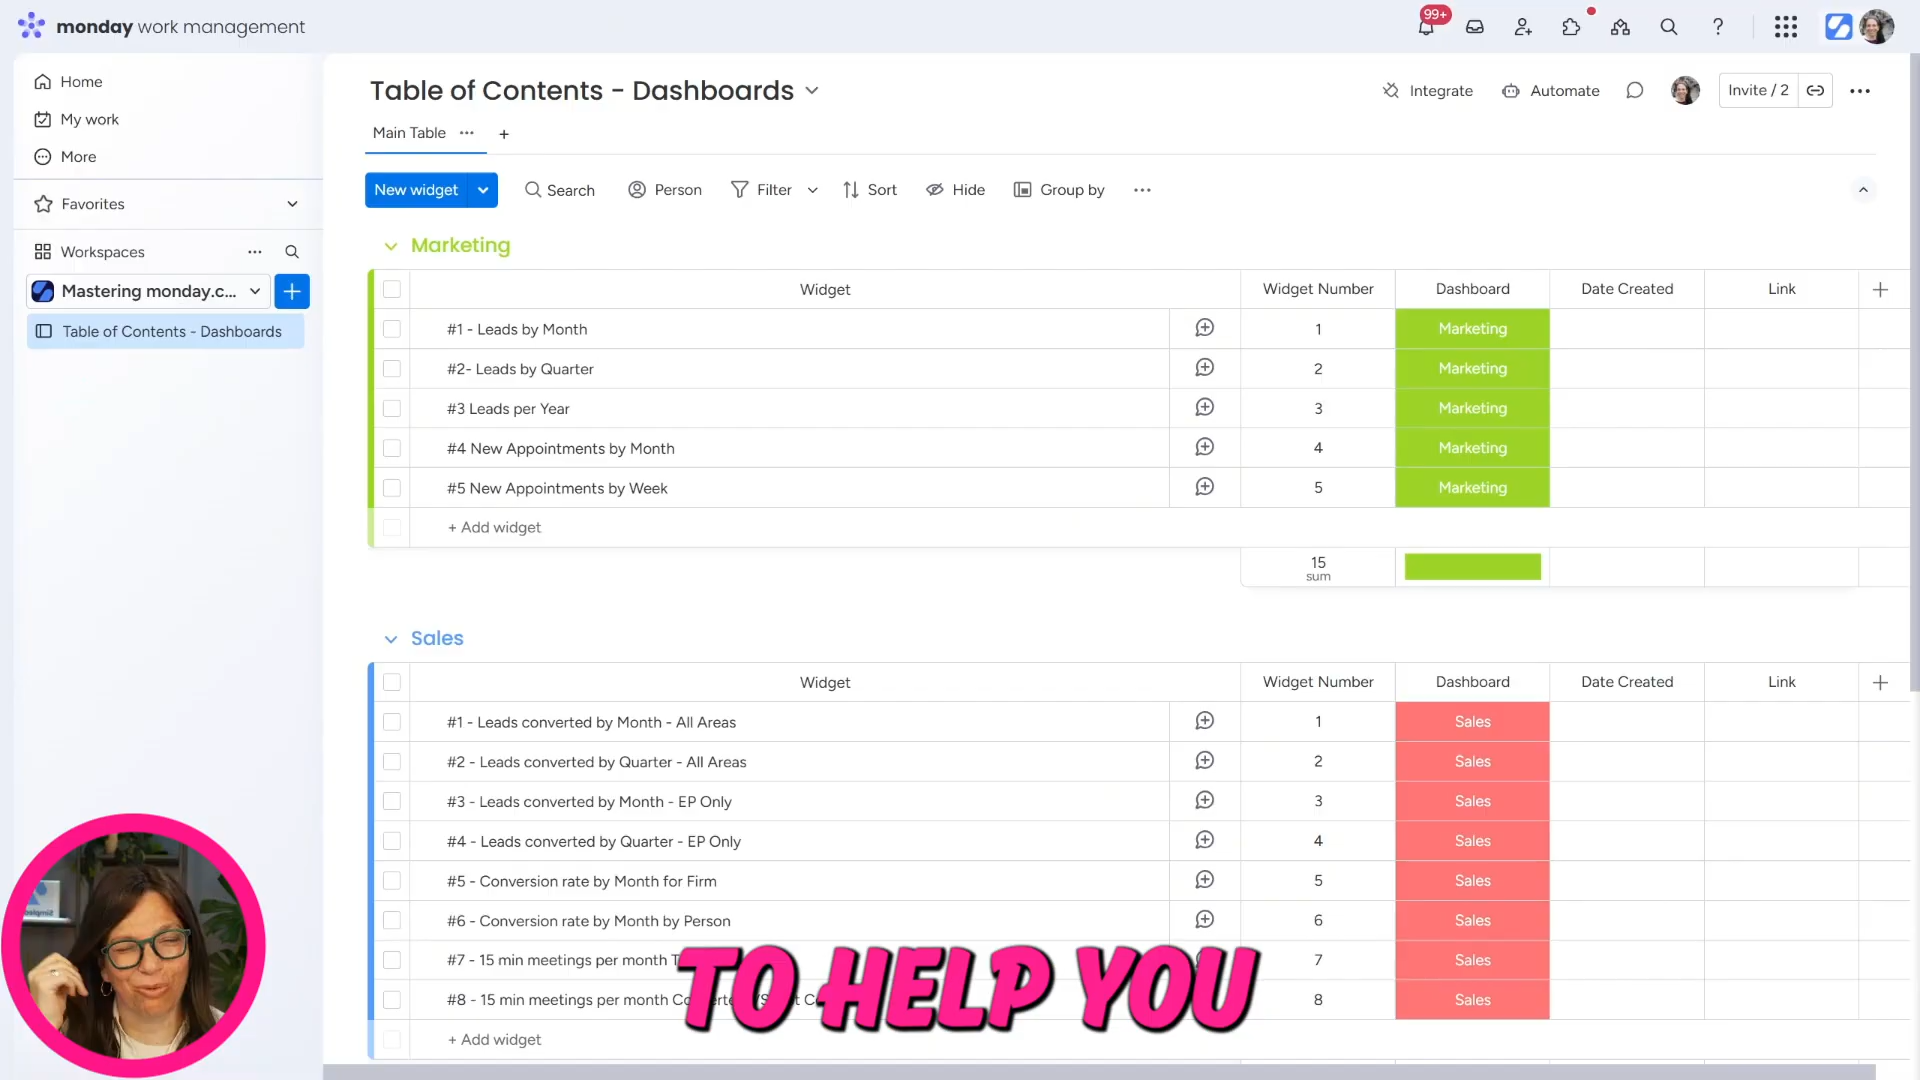 monday work management
99+
Home
My work
More
Favorites
Workspaces
Mastering monday.c...
Table of Contents - Dashboards
Table of Contents - Dashboards
Integrate
Automate
Invite / 2
Main Table
New widget
Search
Person
Filter
Sort
Hide
Group by
Marketing
Widget Widget Number Dashboard Date Created Link
#1 - Leads by Month 1 Marketing
#2- Leads by Quarter 2 Marketing
#3 Leads per Year 3 Marketing
#4 New Appointments by Month 4 Marketing
#5 New Appointments by Week 5 Marketing
+ Add widget
15
sum
Sales
Widget Widget Number Dashboard Date Created Link
#1 - Leads converted by Month - All Areas 1 Sales
#2 - Leads converted by Quarter - All Areas 2 Sales
#3 - Leads converted by Month - EP Only 3 Sales
#4 - Leads converted by Quarter - EP Only 4 Sales
#5 - Conversion rate by Month for Firm 5 Sales
#6 - Conversion rate by Month by Person 6 Sales
#7 - 15 min meetings per month 7 Sales
#8 - 15 min meetings per month 8 Sales
+ Add widget
TO HELP YOU